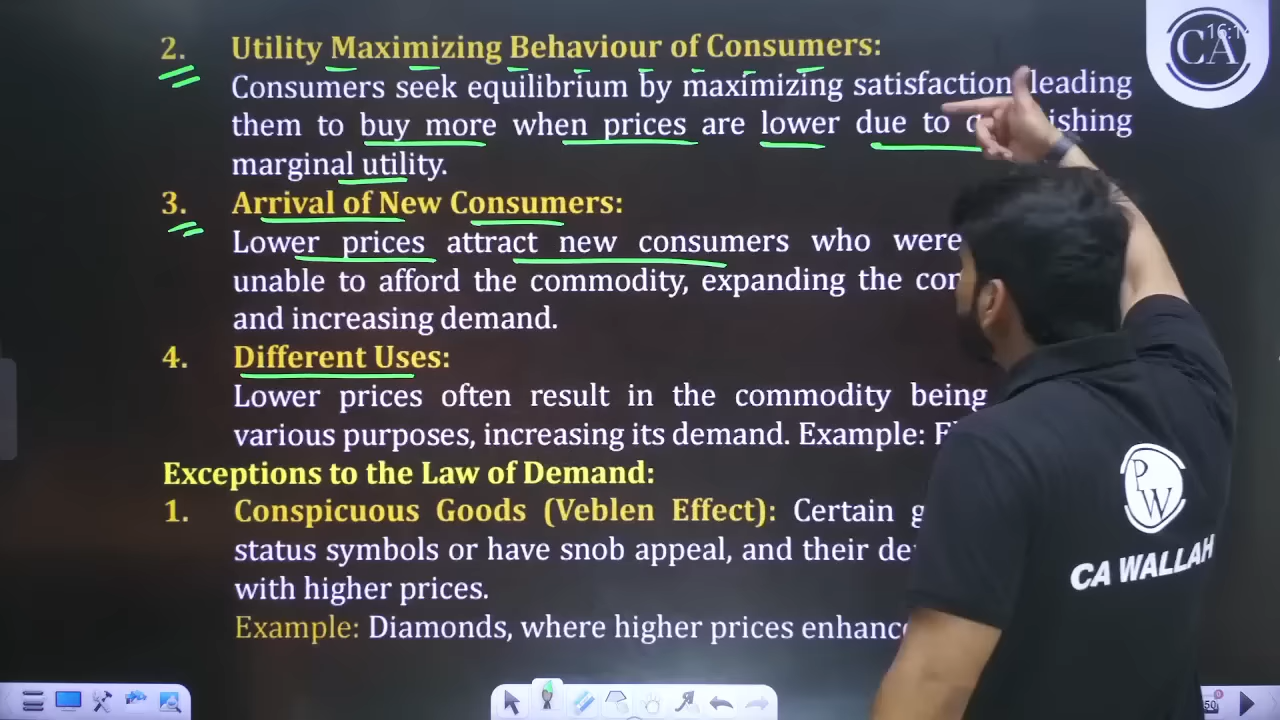 2. Utility Maximizing Behaviour of Consumers:
Consumers seek equilibrium by maximizing satisfaction, leading
them to buy more when prices are lower due to
marginal utility.
3. Arrival of New Consumers:
Lower prices attract new consumers who were
unable to afford the commodity, expanding the
and increasing demand.
4. Different Uses:
Lower prices often result in the commodity being
various purposes, increasing its demand. Example:
Exceptions to the Law of Demand:
1. Conspicuous Goods (Veblen Effect): Certain
status symbols or have snob appeal, and their
with higher prices.
Example: Diamonds, where higher prices
CA
PW
CA WALLAH